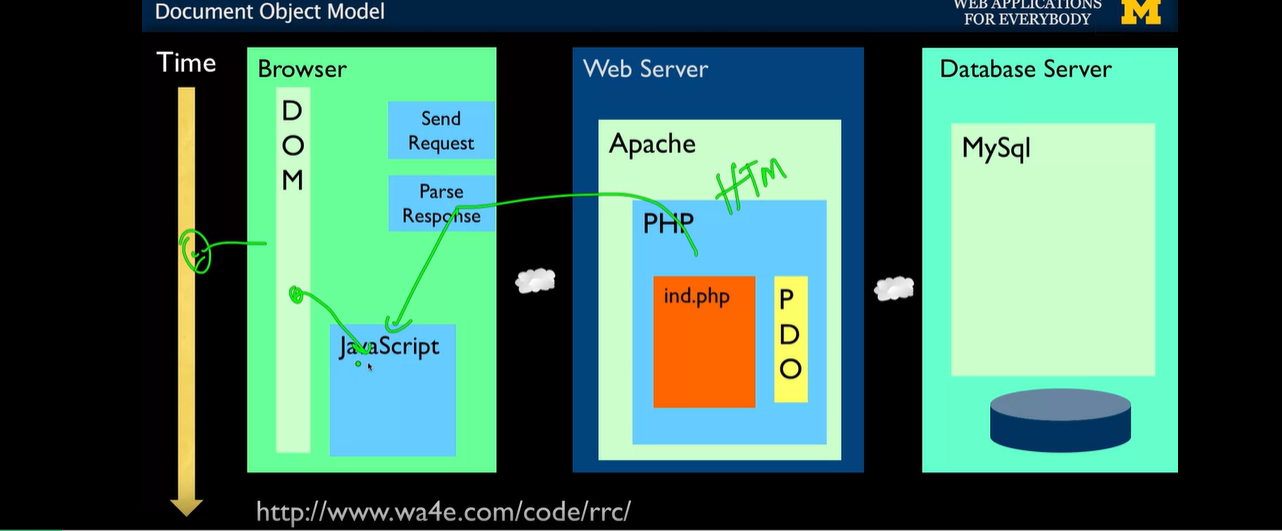 Document Object Model
WEB APPLICATIONS
FOR EVERYBODY
M
Time
Browser
D
O
M
Send
Request
Parse
Response
JavaScript
Web Server
Apache
HTM
PHP
ind.php
P
D
O
Database Server
MySql
http://www.wa4e.com/code/rrc/